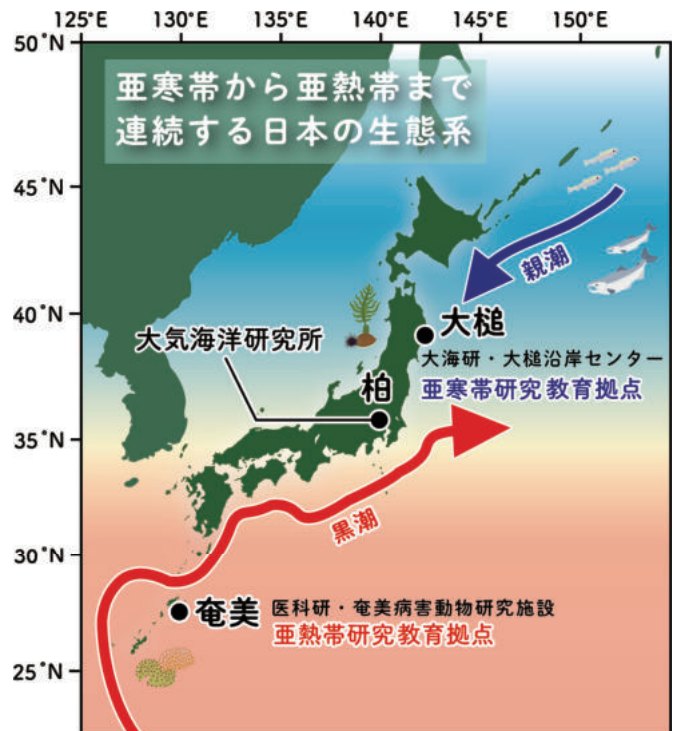 125°E 130°E 135°E 140°E 145°E 150°E
50°N
亜寒帯から亜熱帯まで
連続する日本の生態系
45°N
親潮
40°N
大槌
大気海洋研究所
大海研・大槌沿岸センター
柏
亜寒帯研究教育拠点
35°N
黒潮
30°N
奄美
医科研・奄美病害動物研究施設
亜熱帯研究教育拠点
25°N